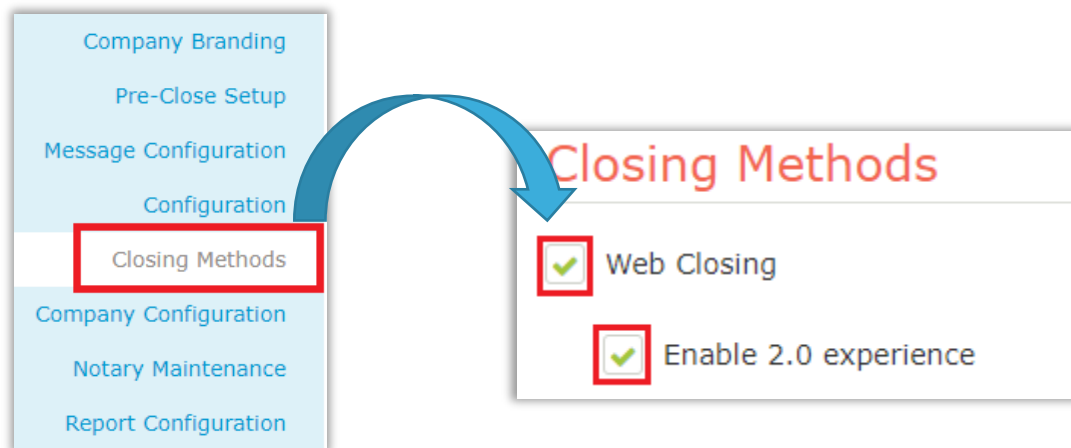 Company Branding
Pre-Close Setup
Message Configuration
Configuration
Closing Methods
Company Configuration
Notary Maintenance
Report Configuration
Closing Methods
Web Closing
Enable 2.0 experience